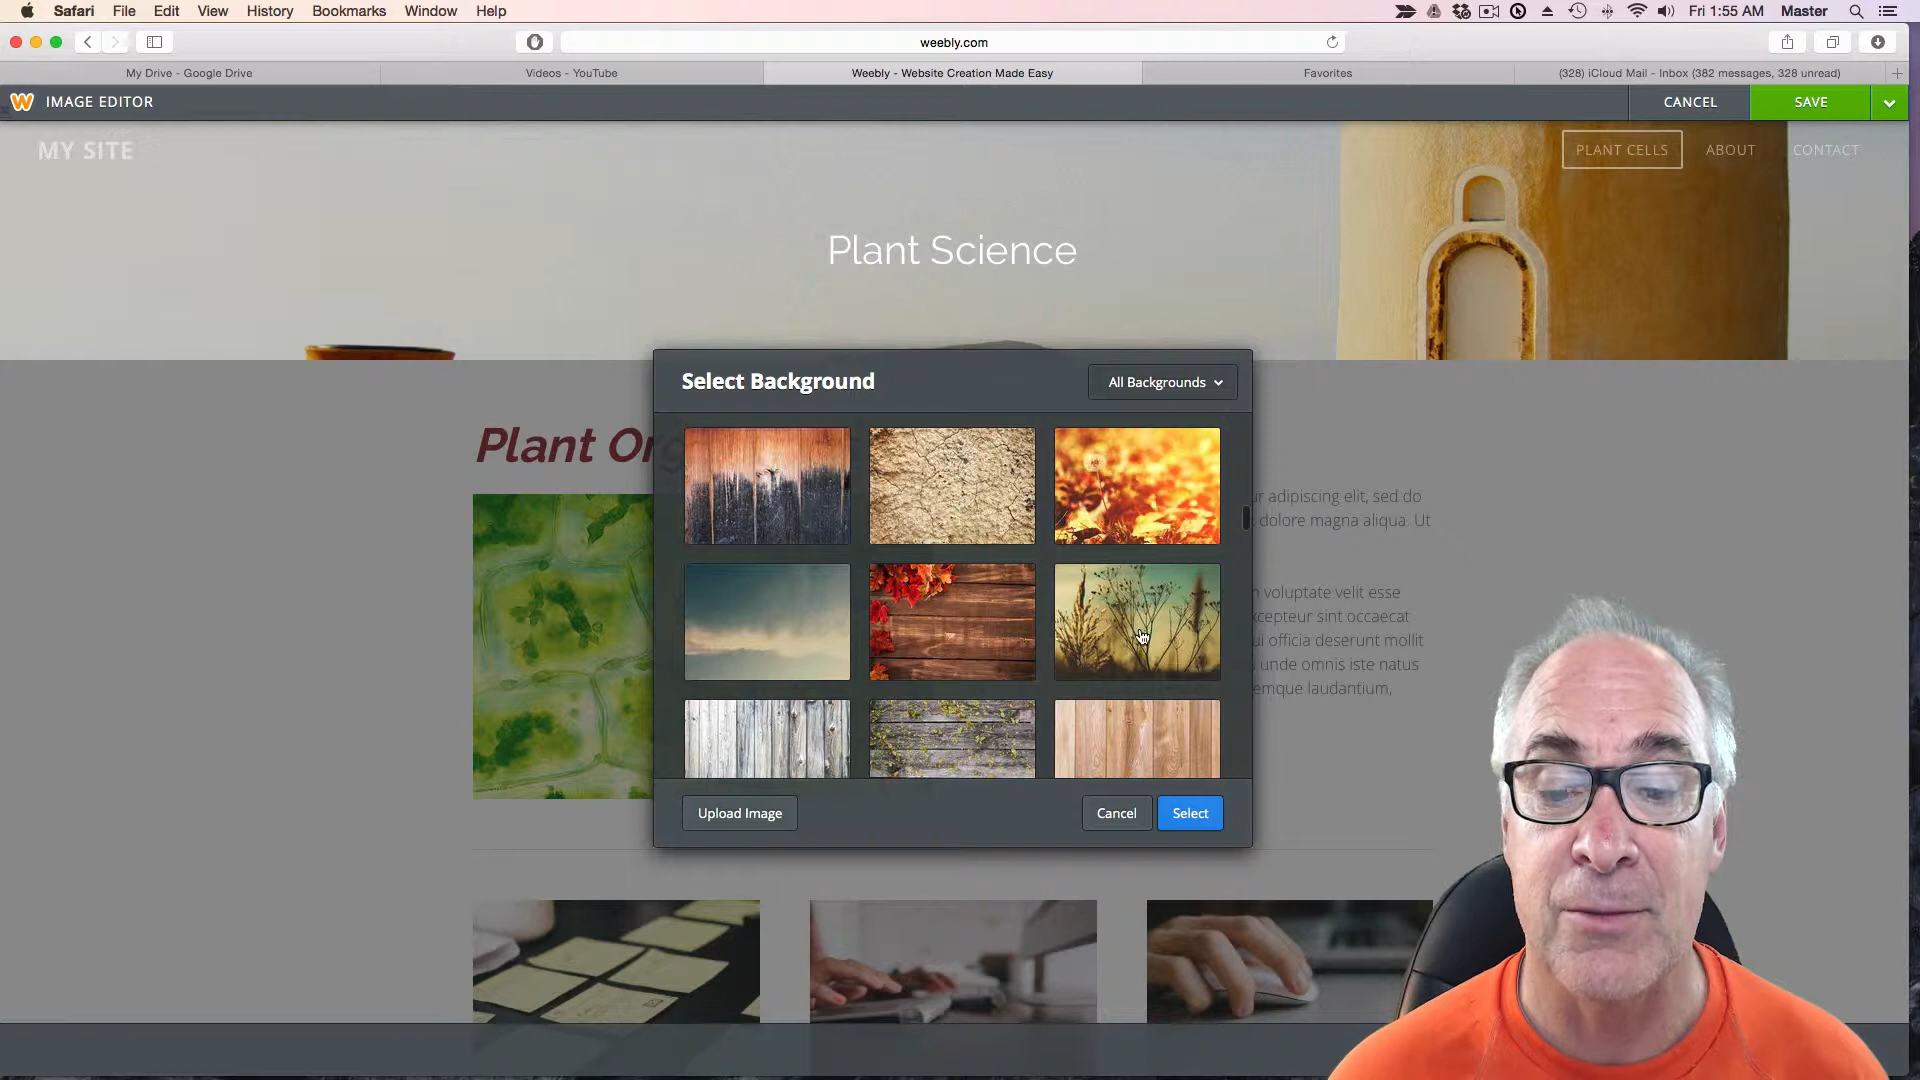 Safari File Edit View History Bookmarks Window Help Fri 1:55 AM Master
weebly.com
My Drive - Google Drive Videos - YouTube Weebly - Website Creation Made Easy Favorites (328) iCloud Mail - Inbox (382 messages, 328 unread)
W IMAGE EDITOR CANCEL SAVE
MY SITE PLANT CELLS ABOUT CONTACT
Plant Science
Select Background All Backgrounds
Plant Or
ur adipiscing elit, sed do
dolore magna aliqua. Ut
n voluptate velit esse
xcepteur sint occaecat
ui officia deserunt mollit
unde omnis iste natus
emque laudantium,
Upload Image Cancel Select